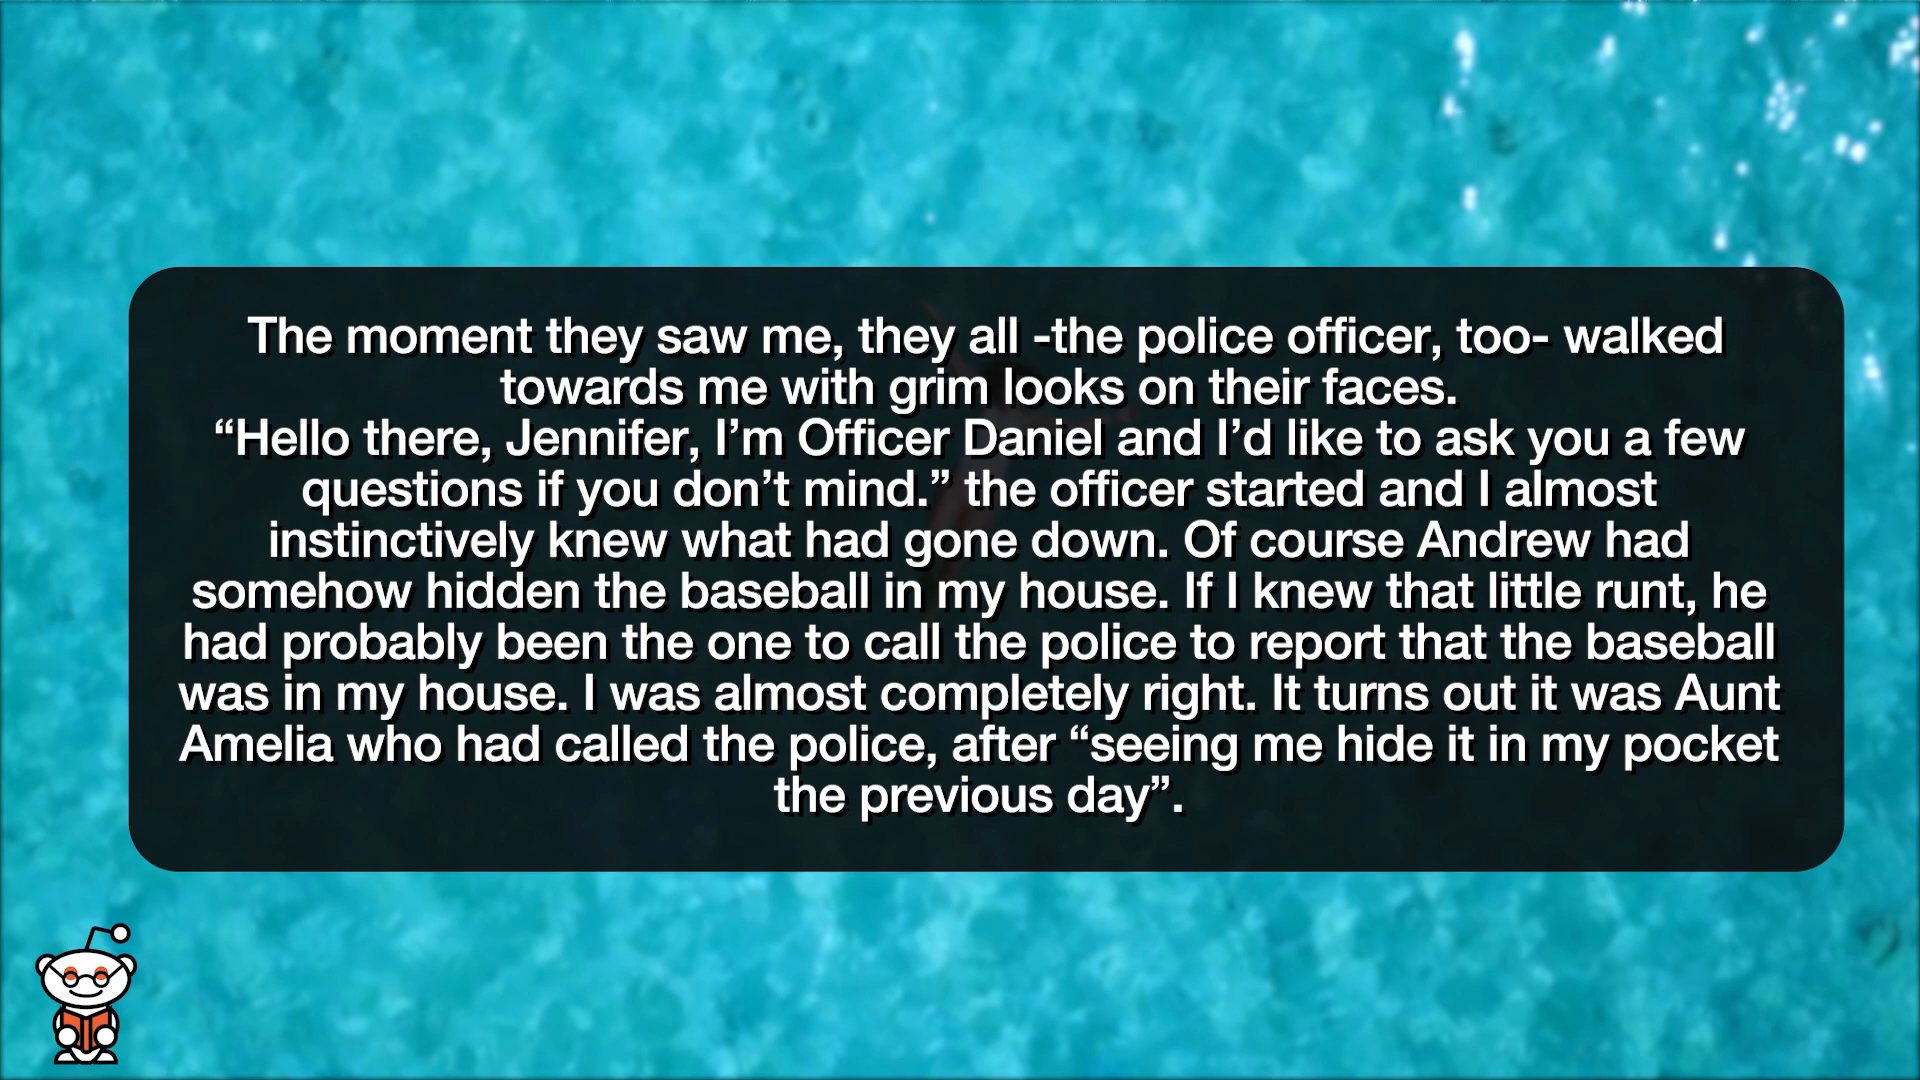 The moment they saw me, they all -the police officer, too- walked
towards me with grim looks on their faces.
“Hello there, Jennifer, I’m Officer Daniel and I’d like to ask you a few
questions if you don’t mind.” the officer started and I almost
instinctively knew what had gone down. Of course Andrew had
somehow hidden the baseball in my house. If I knew that little runt, he
had probably been the one to call the police to report that the baseball
was in my house. I was almost completely right. It turns out it was Aunt
Amelia who had called the police, after “seeing me hide it in my pocket
the previous day”.